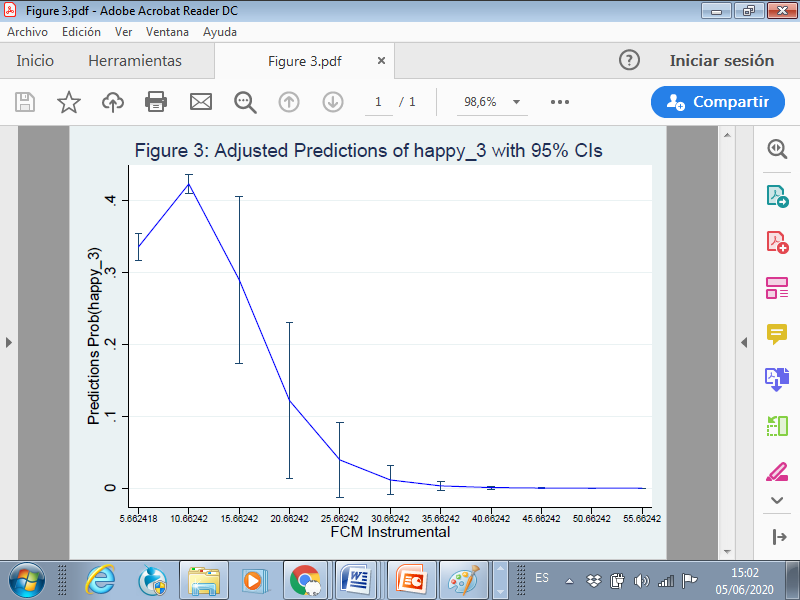 Figure 3.pdf - Adobe Acrobat Reader DC
Archivo Edición Ver Ventana Ayuda
Inicio Herramientas Figure 3.pdf × ? Iniciar sesión
1 / 1 98,6% Compartir
Figure 3: Adjusted Predictions of happy_3 with 95% CIs
Predictions Prob(happy_3)
.4
.3
.2
.1
0
5.662418 10.66242 15.66242 20.66242 25.66242 30.66242 35.66242 40.66242 45.66242 50.66242 55.66242
FCM Instrumental
ES 15:02
05/06/2020